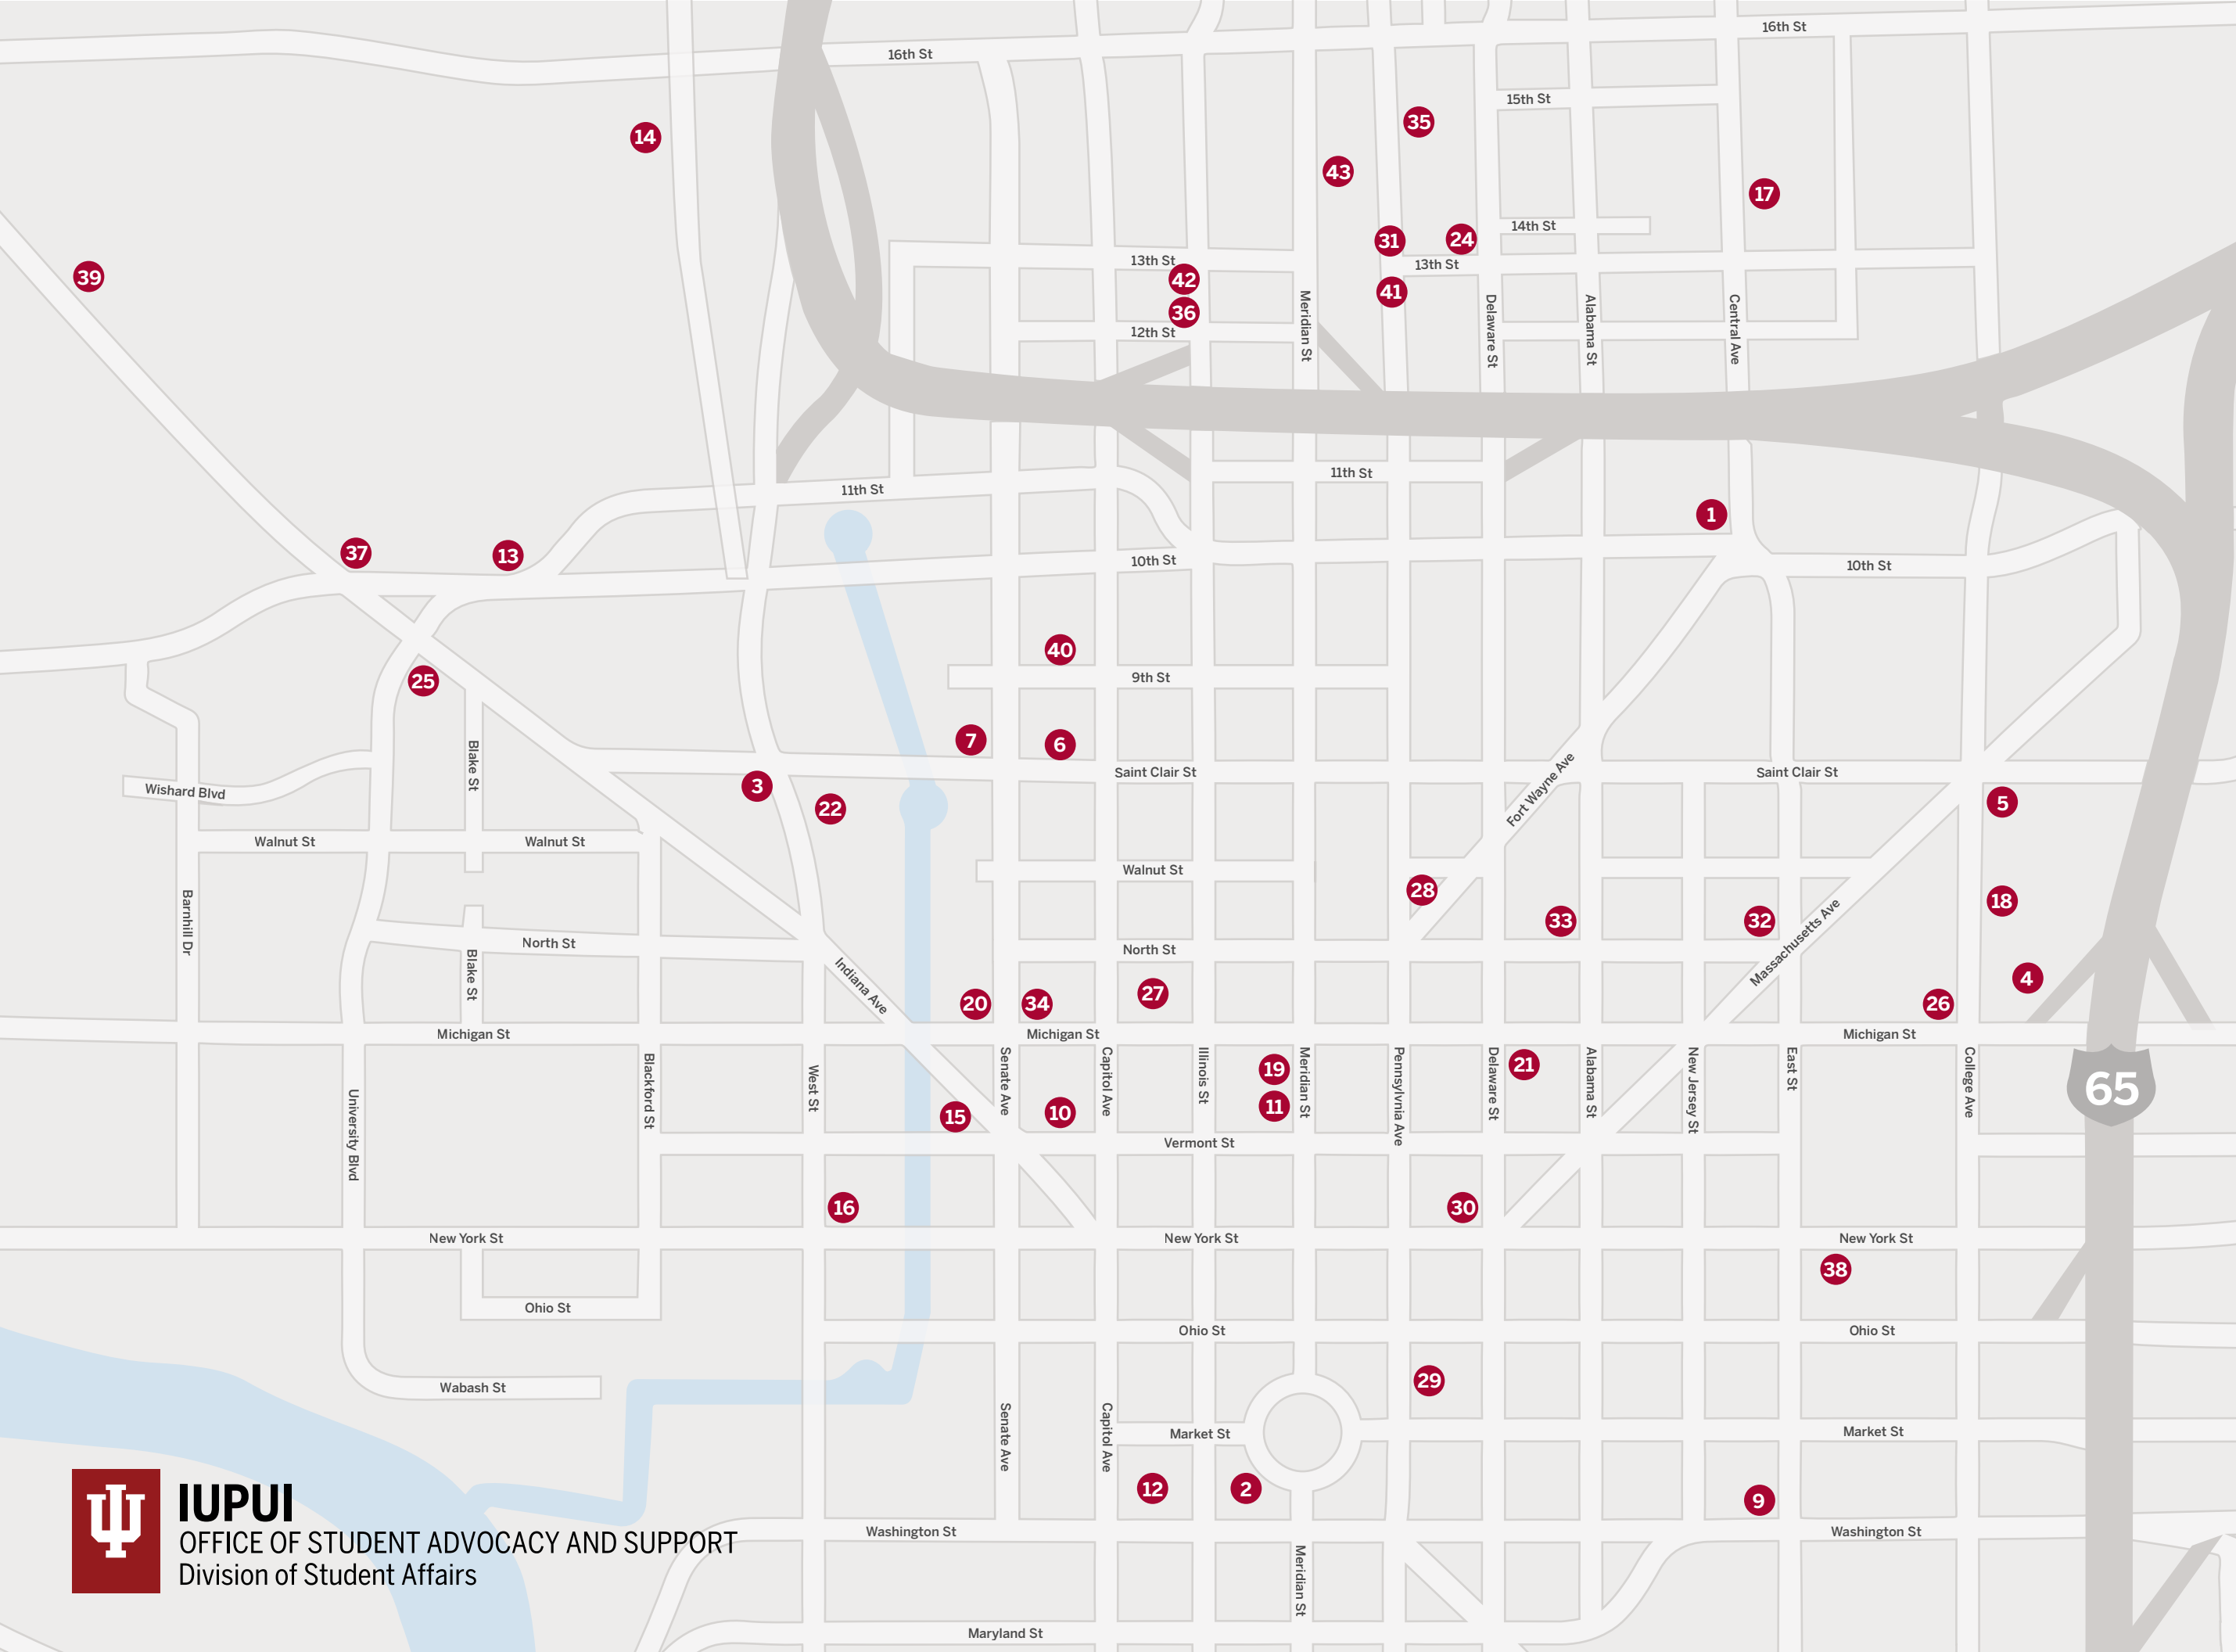 16th St
16th St
15th St
35
14
43
17
14th St
31
24
13th St
13th St
39
42
41
36
Meridian St
Delaware St
Alabama St
Central Ave
12th St
11th St
11th St
1
37
13
10th St
10th St
40
9th St
25
7
6
Blake St
Saint Clair St
Saint Clair St
3
Wishard Blvd
Fort Wayne Ave
5
22
Walnut St
Walnut St
Walnut St
28
18
Barnhill Dr
33
32
Massachusetts Ave
North St
North St
Blake St
Indiana Ave
4
27
20
34
26
Michigan St
Michigan St
Michigan St
19
21
Blackford St
West St
Senate Ave
Capitol Ave
Illinois St
Meridian St
Pennsylvnia Ave
Delaware St
Alabama St
New Jersey St
East St
College Ave
65
11
10
15
University Blvd
Vermont St
16
30
New York St
New York St
New York St
38
Ohio St
Ohio St
Ohio St
29
Wabash St
Senate Ave
Capitol Ave
Market St
Market St
12
2
9
IUPUI
OFFICE OF STUDENT ADVOCACY AND SUPPORT
Division of Student Affairs
Washington St
Washington St
Meridian St
Maryland St